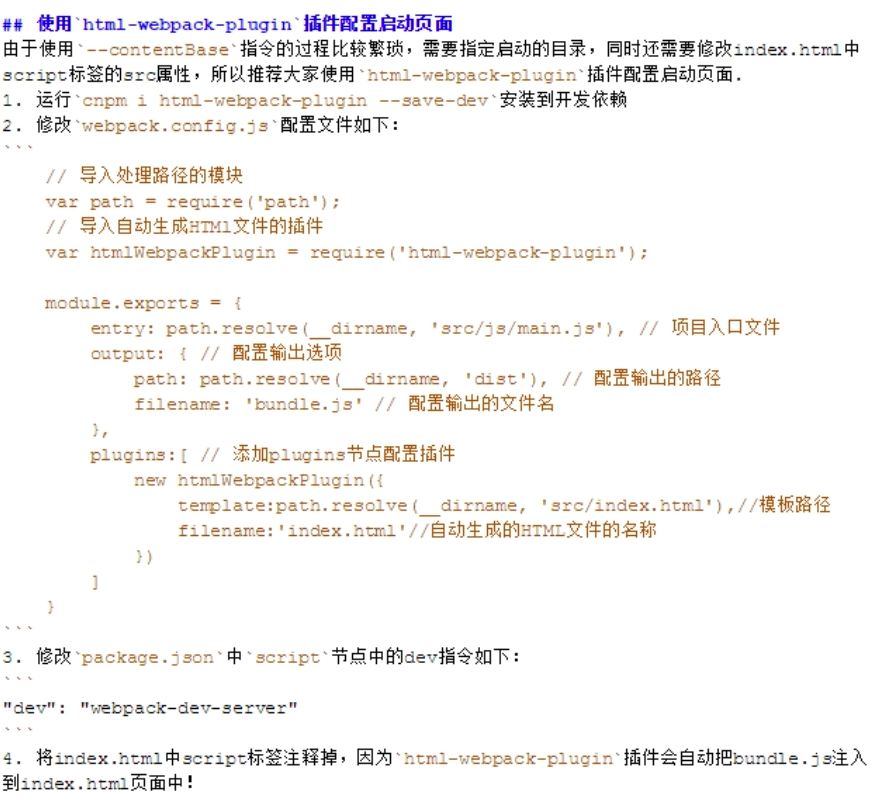 ## 使用`html-webpack-plugin`插件配置启动页面
由于使用`--contentBase`指令的过程比较繁琐，需要指定启动的目录，同时还需要修改index.html中
script标签的src属性，所以推荐大家使用`html-webpack-plugin`插件配置启动页面.
1. 运行`cnpm i html-webpack-plugin --save-dev`安装到开发依赖
2. 修改`webpack.config.js`配置文件如下：
```
    // 导入处理路径的模块
    var path = require('path');
    // 导入自动生成HTMl文件的插件
    var htmlWebpackPlugin = require('html-webpack-plugin');

    module.exports = {
        entry: path.resolve(__dirname, 'src/js/main.js'), // 项目入口文件
        output: { // 配置输出选项
            path: path.resolve(__dirname, 'dist'), // 配置输出的路径
            filename: 'bundle.js' // 配置输出的文件名
        },
        plugins:[ // 添加plugins节点配置插件
            new htmlWebpackPlugin({
                template:path.resolve(__dirname, 'src/index.html'),//模板路径
                filename:'index.html'//自动生成的HTML文件的名称
            })
        ]
    }
```
3. 修改`package.json`中`script`节点中的dev指令如下：
```
"dev": "webpack-dev-server"
```
4. 将index.html中script标签注释掉，因为`html-webpack-plugin`插件会自动把bundle.js注入
到index.html页面中！